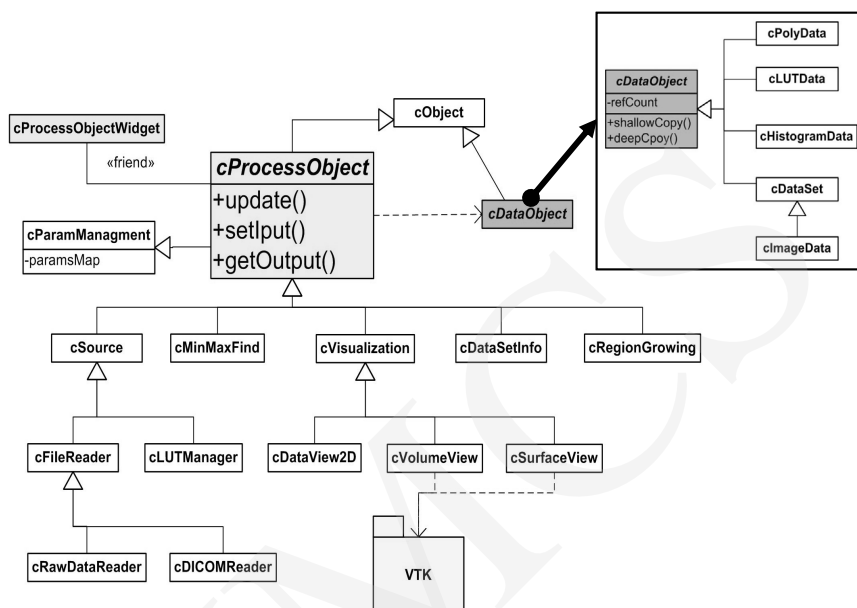 cPolyData
cDataObject
-refCount
+shallowCopy()
+deepCpoy()
cLUTData
cHistogramData
cDataSet
cImageData
cObject
cProcessObjectWidget
«friend»
cProcessObject
+update()
+setIput()
+getOutput()
cDataObject
cParamManagment
-paramsMap
cSource
cMinMaxFind
cVisualization
cDataSetInfo
cRegionGrowing
cFileReader
cLUTManager
cDataView2D
cVolumeView
cSurfaceView
cRawDataReader
cDICOMReader
VTK